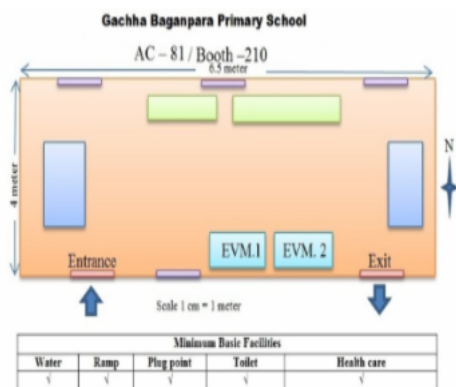 Gachha Baganpara Primary School
AC – 81 / Booth –210
6.5 meter
4 meter
N
EVM.1 EVM. 2
Entrance Exit
Scale 1 cm = 1 meter
Minimum Basic Facilities
Water Ramp Plug point Toilet Health care
√ √ √ √ √